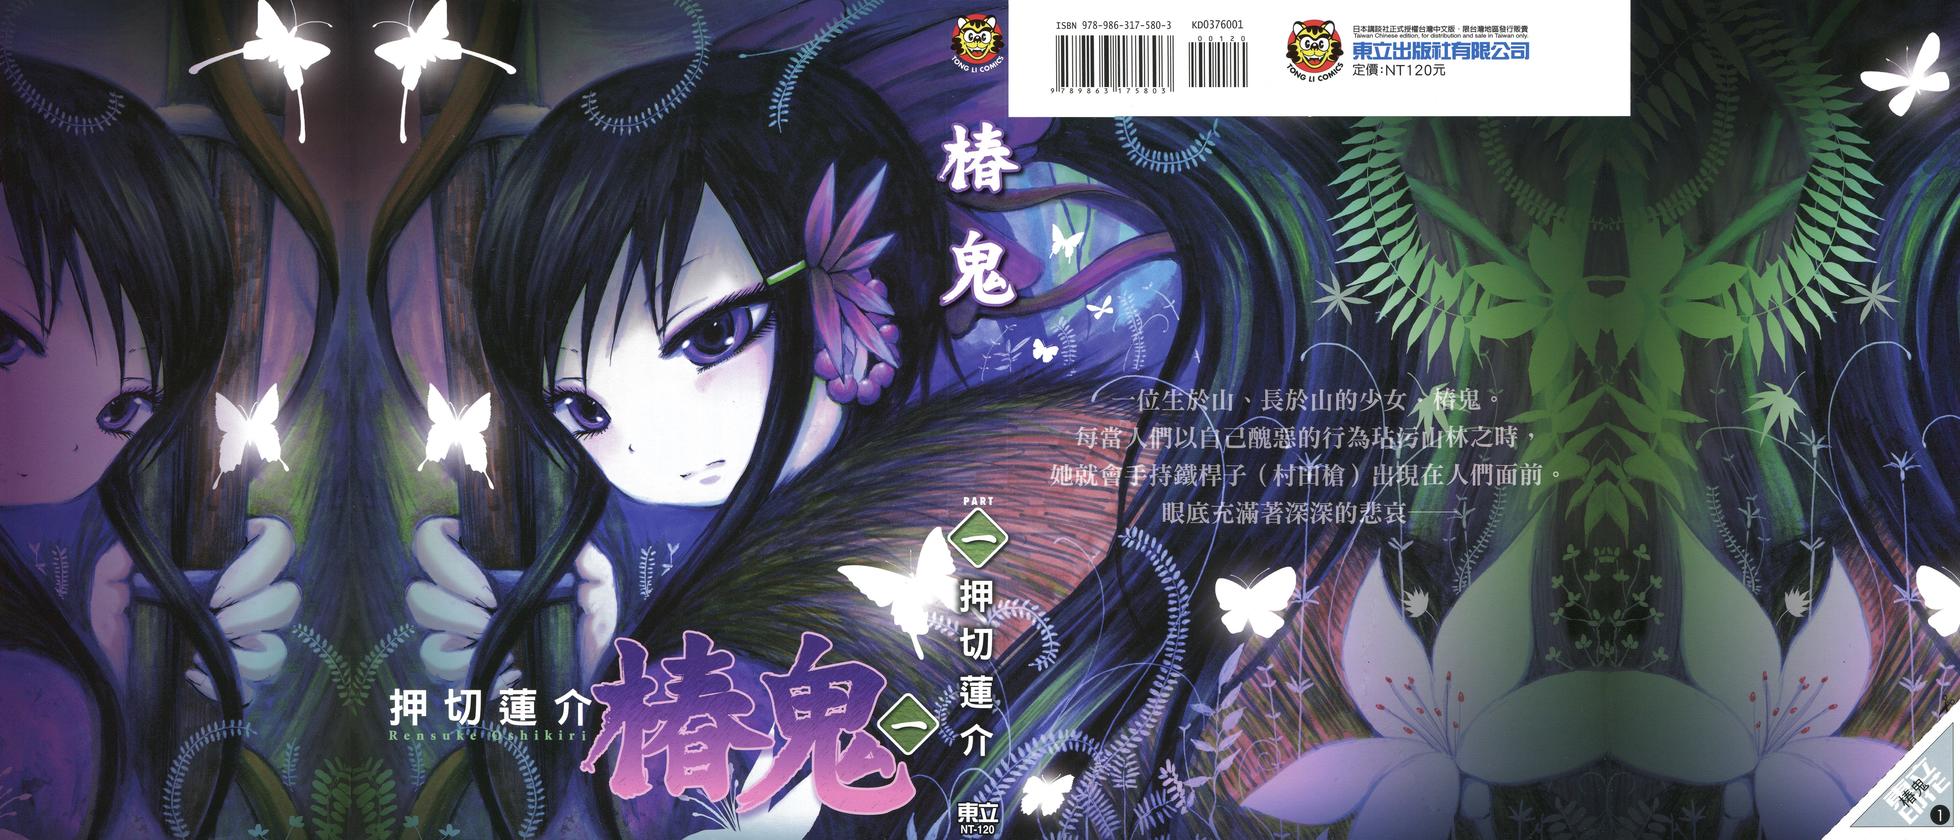 押切蓮介
Rensuke Oshikiri
椿鬼
一
TONG LI COMICS
椿鬼
PART
一
押切蓮介
東立
NT-120
ISBN 978-986-317-580-3
KD0376001
00120
9 789863 175803
TONG LI COMICS
日本講談社正式授權台灣中文版‧限台灣地區發行販賣
Taiwan Chinese edition, for distribution and sale in Taiwan only.
東立出版社有限公司
定價:NT120元
一位生於山、長於山的少女‧椿鬼。
每當人們以自己醜惡的行為玷污山林之時，
她就會手持鐵桿子（村田槍）出現在人們面前。
眼底充滿著深深的悲哀——
椿鬼
1